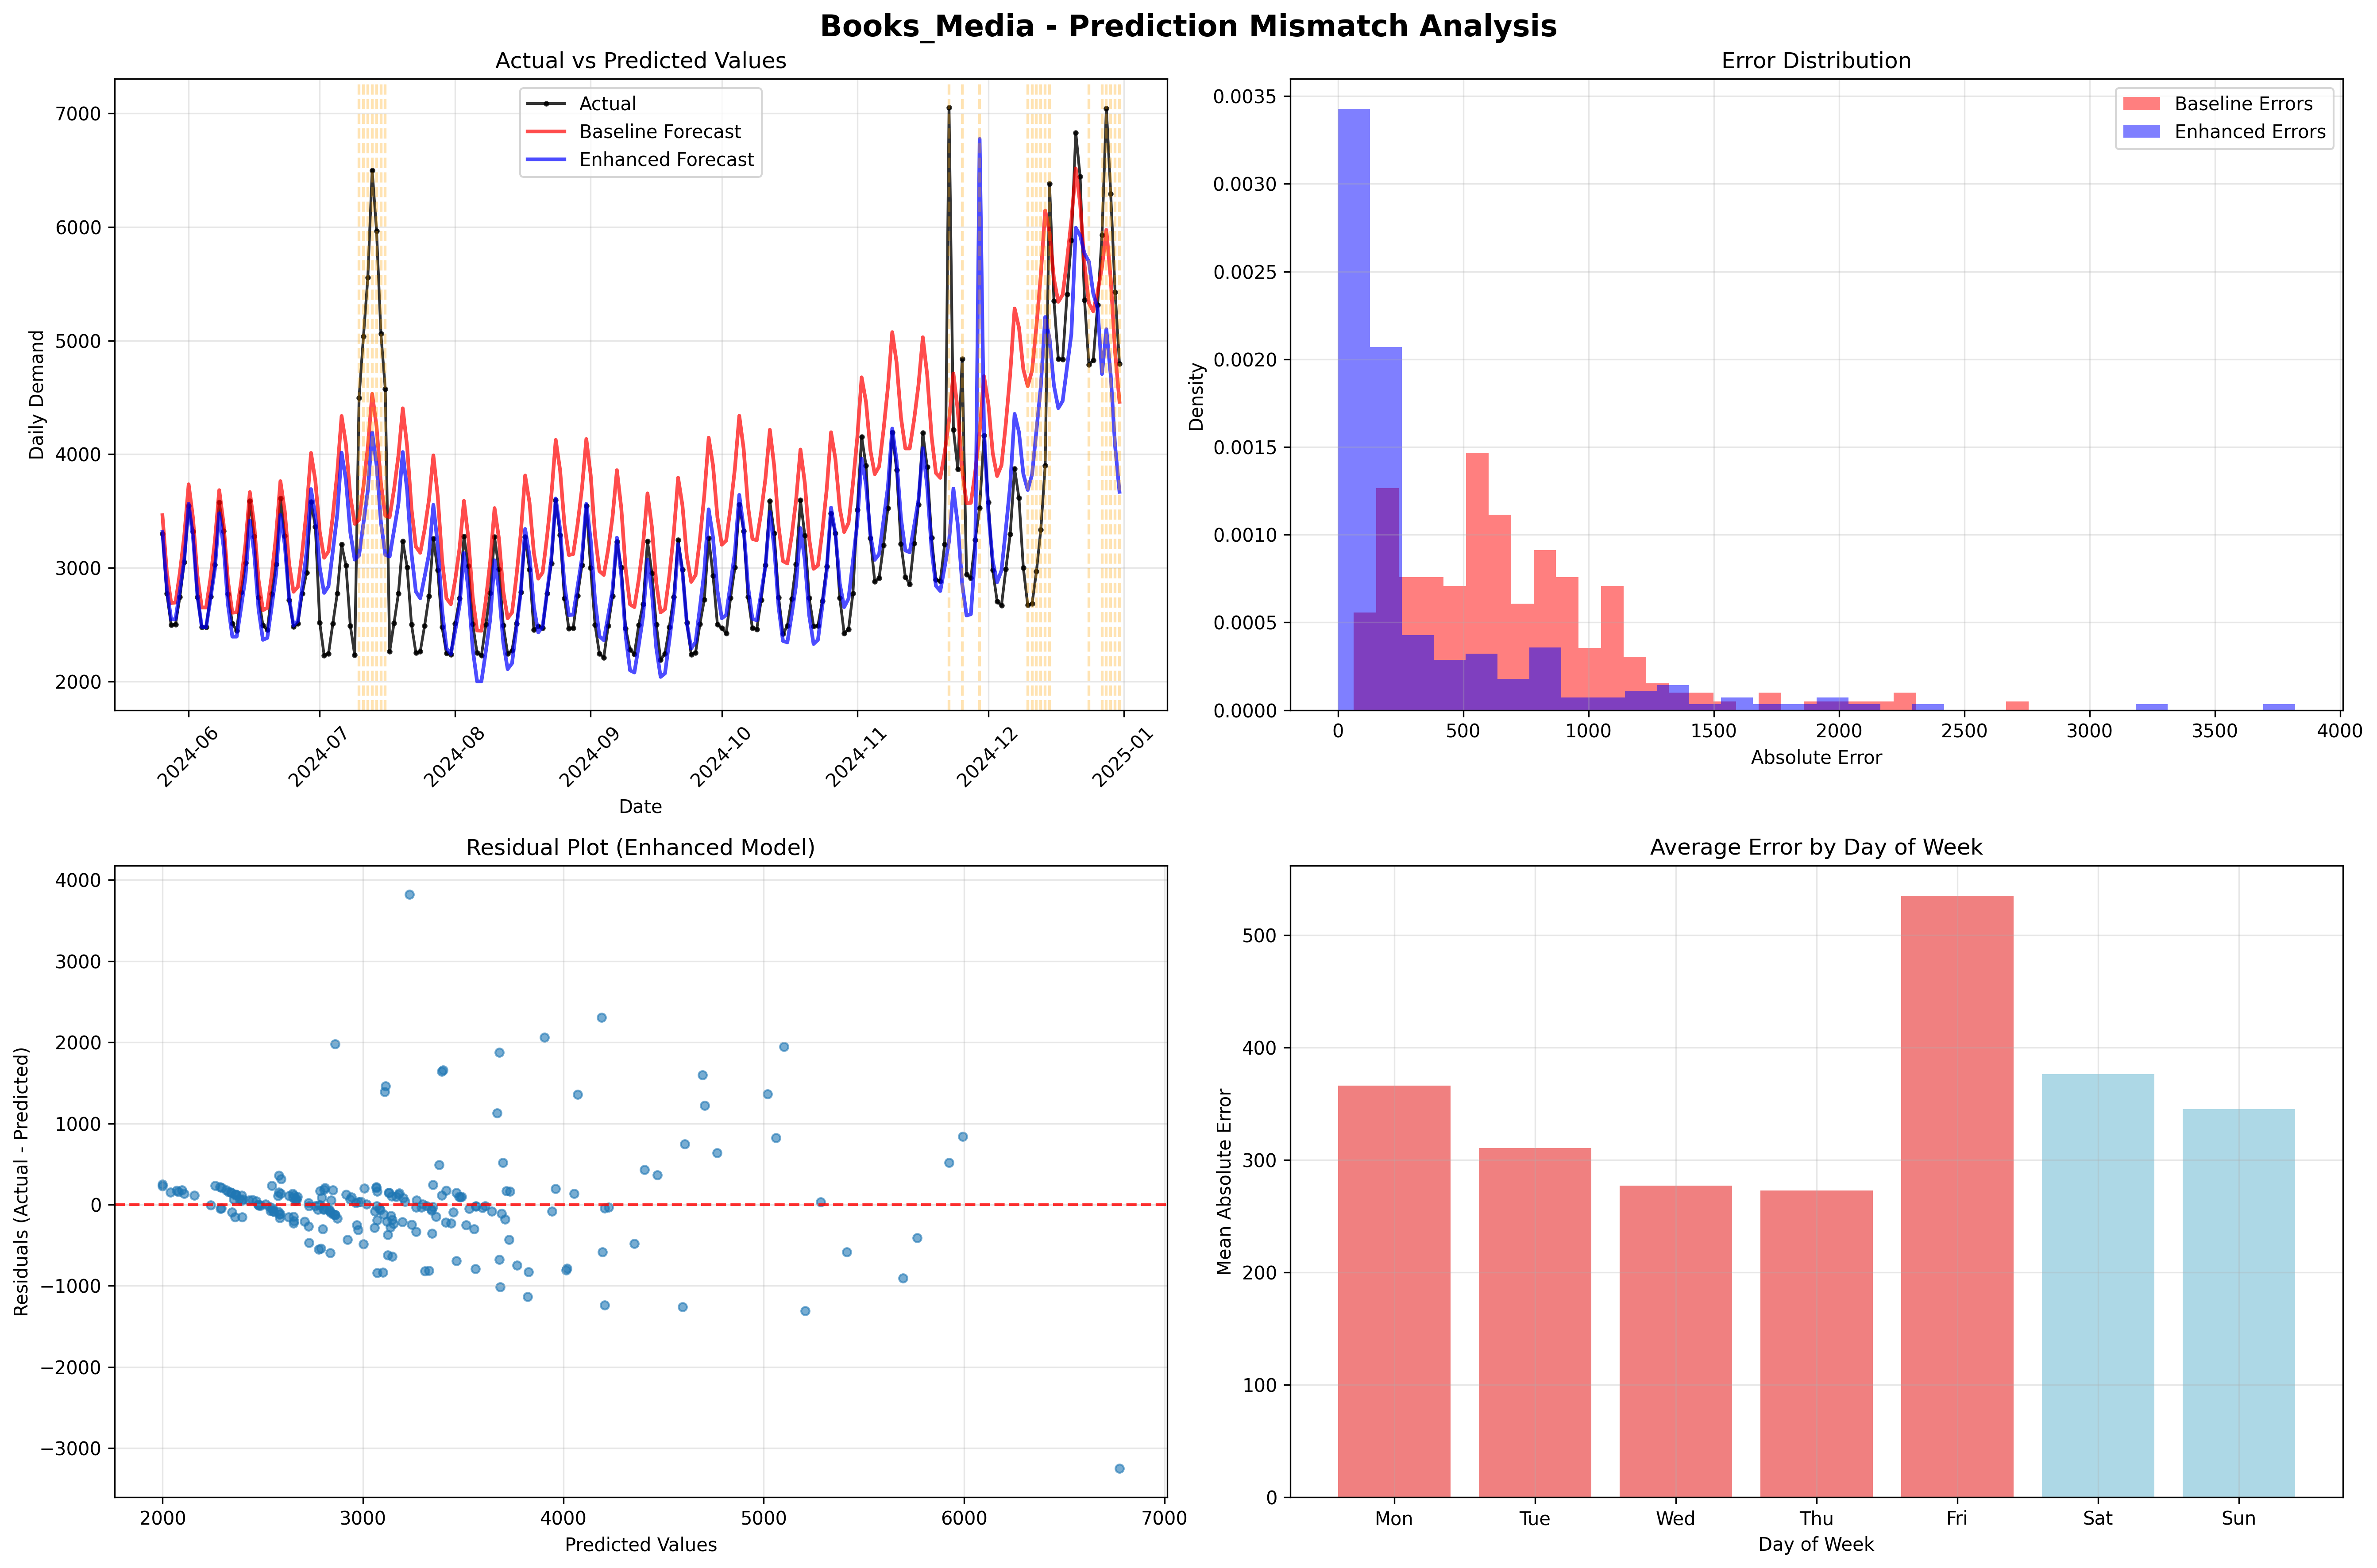 Books_Media - Prediction Mismatch Analysis
Actual vs Predicted Values
Actual
Baseline Forecast
Enhanced Forecast
Daily Demand
7000
6000
5000
4000
3000
2000
2024-06
2024-07
2024-08
2024-09
2024-10
2024-11
2024-12
2025-01
Date
Error Distribution
Baseline Errors
Enhanced Errors
Density
0.0035
0.0030
0.0025
0.0020
0.0015
0.0010
0.0005
0.0000
0 500 1000 1500 2000 2500 3000 3500 4000
Absolute Error
Residual Plot (Enhanced Model)
Residuals (Actual - Predicted)
4000
3000
2000
1000
0
−1000
−2000
−3000
2000 3000 4000 5000 6000 7000
Predicted Values
Average Error by Day of Week
Mean Absolute Error
500
400
300
200
100
0
Mon Tue Wed Thu Fri Sat Sun
Day of Week